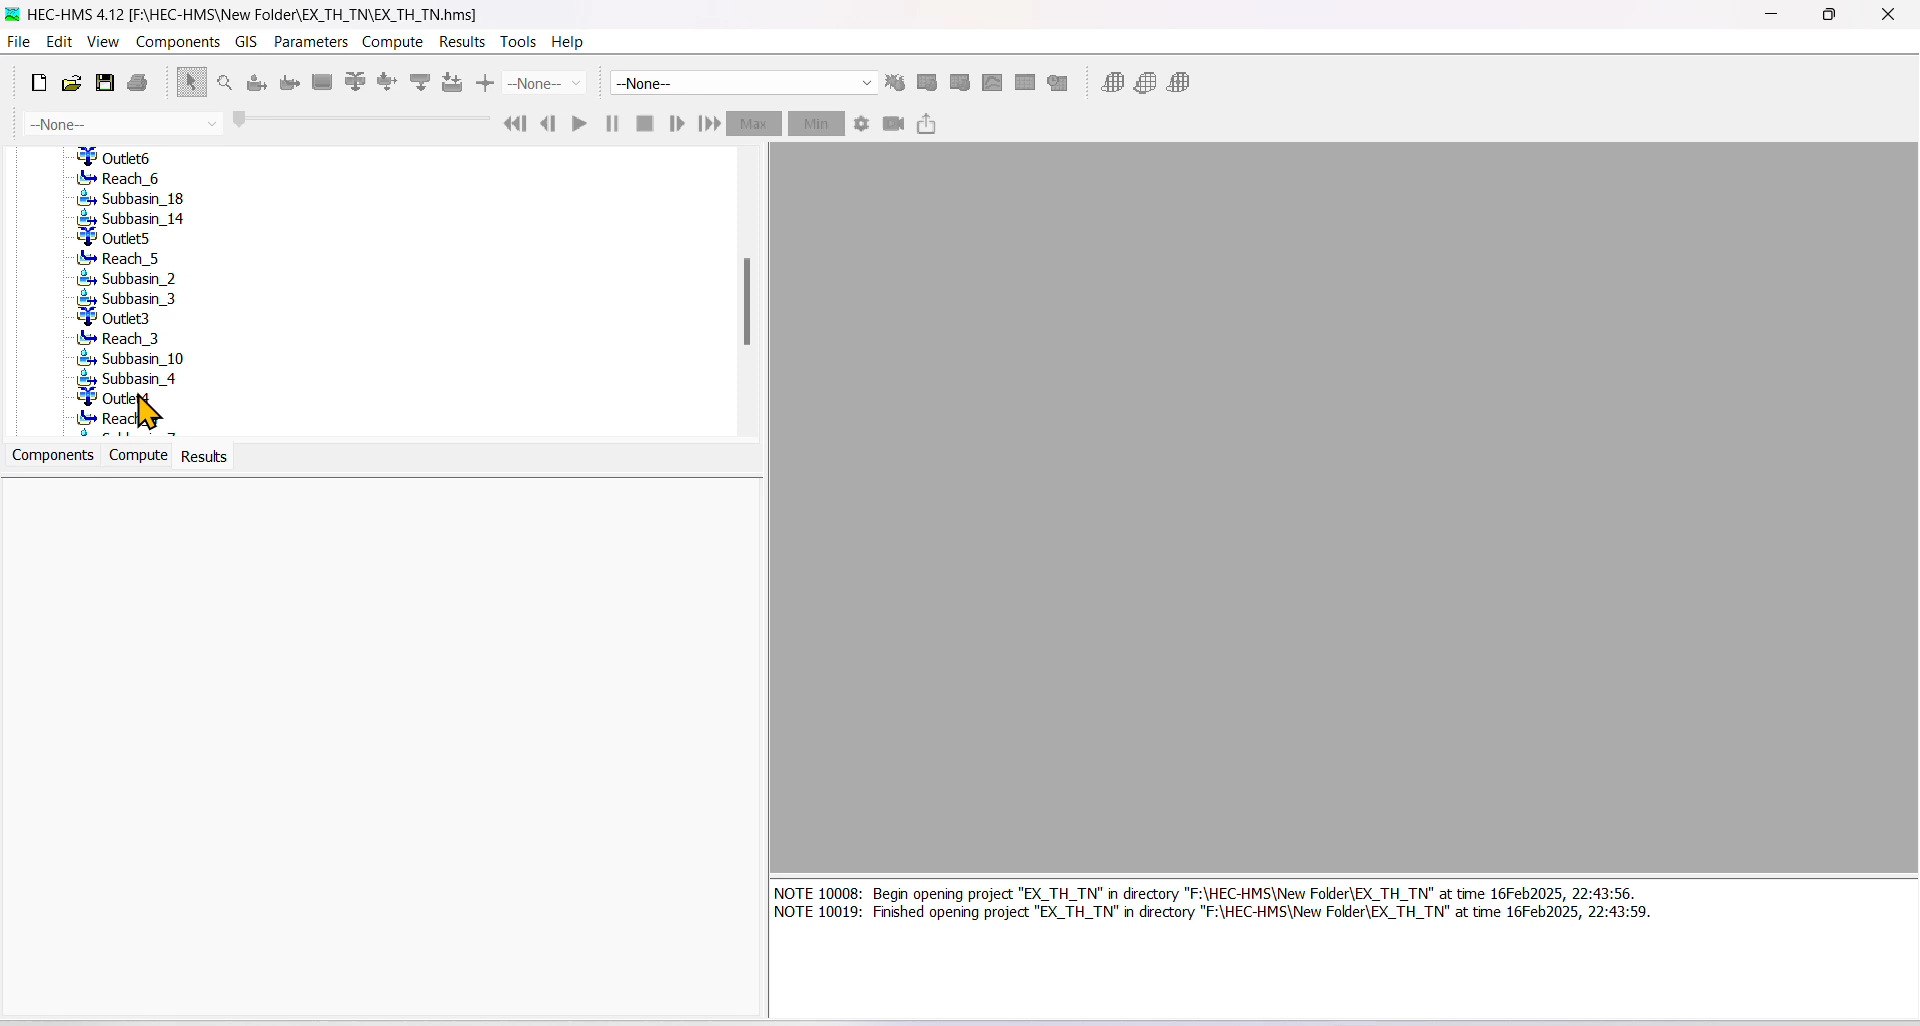 HEC-HMS 4.12 [F:\HEC-HMS\New Folder\EX_TH_TN\EX_TH_TN.hms]
File Edit View Components GIS Parameters Compute Results Tools Help
--None-- --None--
--None-- Max Min
Outlet6
Reach_6
Subbasin_18
Subbasin_14
Outlet5
Reach_5
Subbasin_2
Subbasin_3
Outlet3
Reach_3
Subbasin_10
Subbasin_4
Outlet4
Components Compute Results
NOTE 10008: Begin opening project "EX_TH_TN" in directory "F:\HEC-HMS\New Folder\EX_TH_TN" at time 16Feb2025, 22:43:56.
NOTE 10019: Finished opening project "EX_TH_TN" in directory "F:\HEC-HMS\New Folder\EX_TH_TN" at time 16Feb2025, 22:43:59.